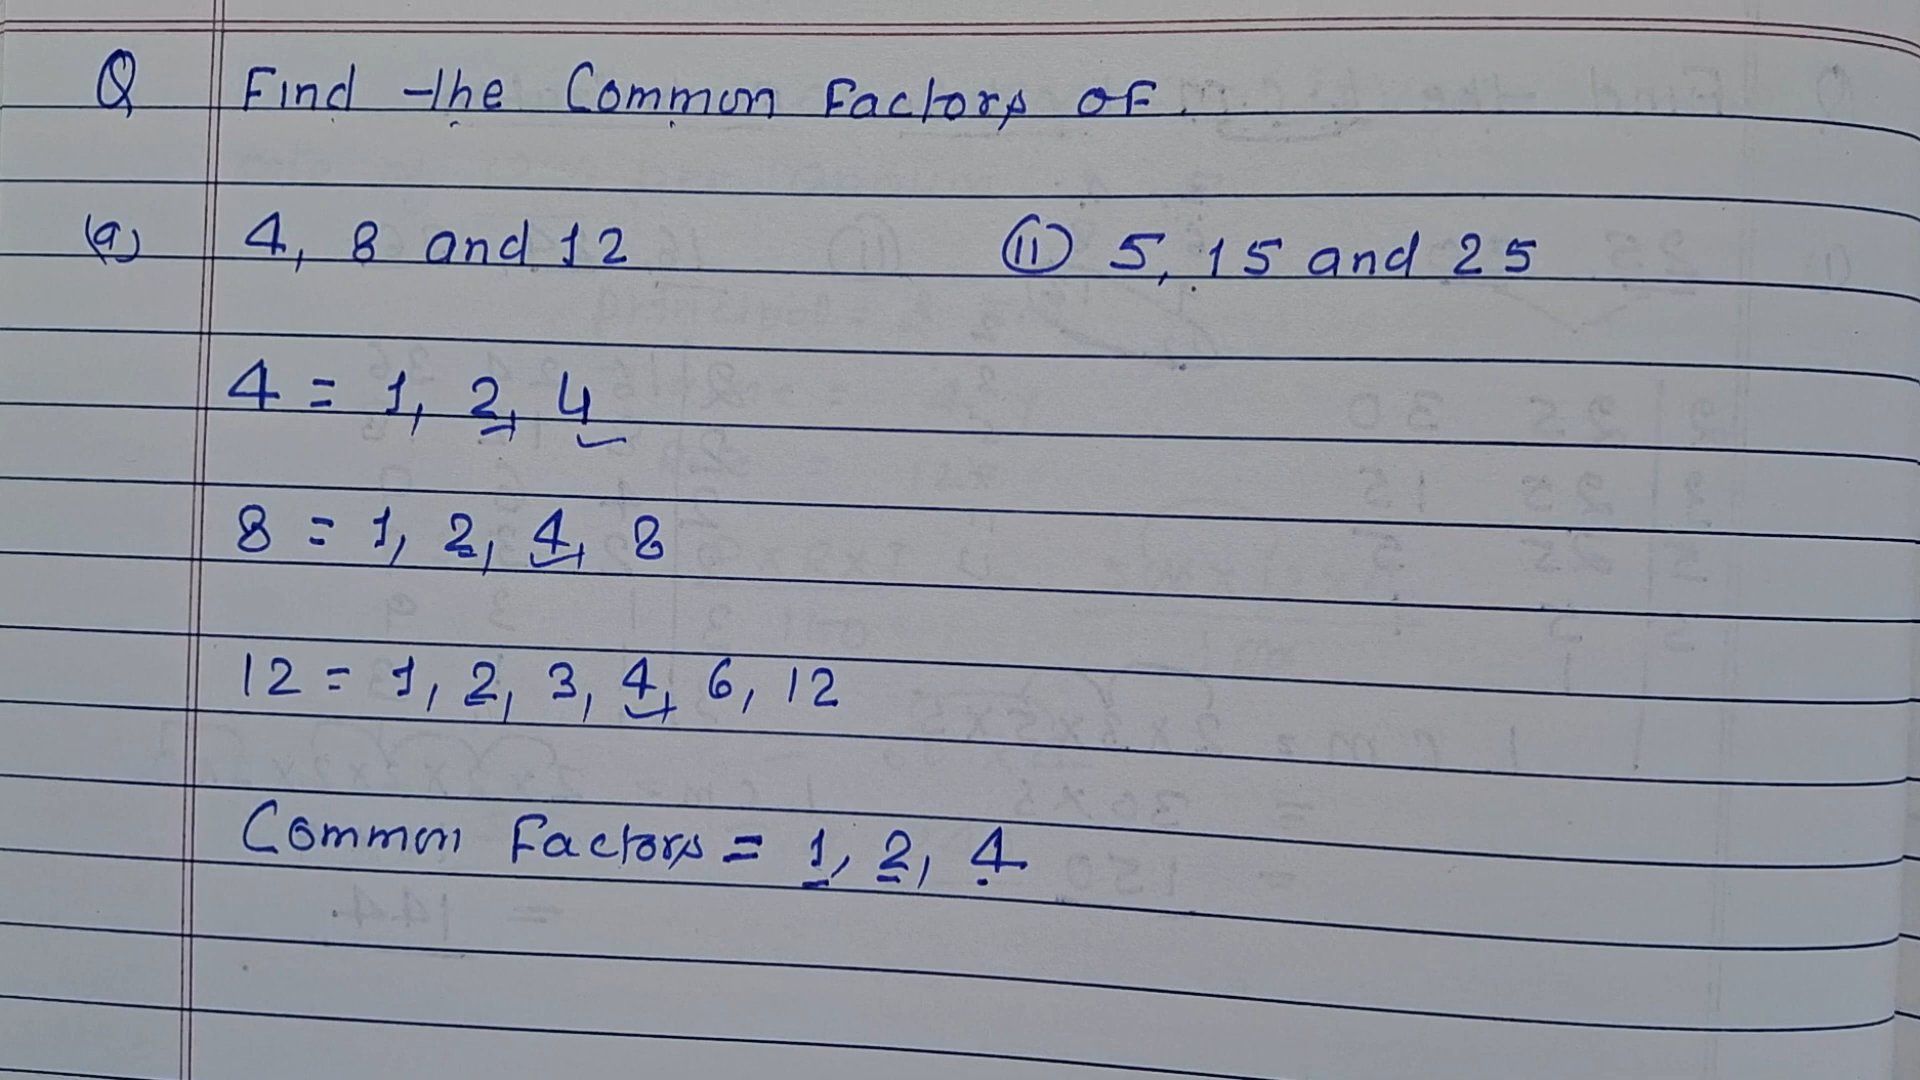 Q Find the Common Factors of
(a) 4, 8 and 12 (ii) 5, 15 and 25
4 = 1, 2, 4
8 = 1, 2, 4, 8
12 = 1, 2, 3, 4, 6, 12
Common Factors = 1, 2, 4